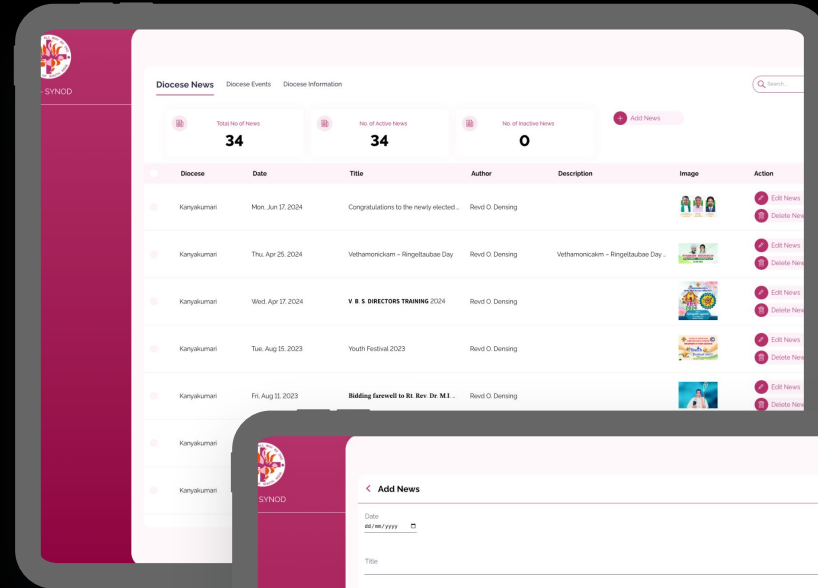 - SYNOD
Diocese News Diocese Events Diocese Information
Search...
Total No of News
34
No. of Active News
34
No. of Inactive News
0
+ Add News
Diocese Date Title Author Description Image Action
Kanyakumari Mon, Jun 17, 2024 Congratulations to the newly elected ... Revd O. Densing Edit News
Delete New
Kanyakumari Thu, Apr 25, 2024 Vethamonickam – Ringeltaubae Day Revd O. Densing Vethamonicakm – Ringeltaubae Day ... Edit News
Delete New
Kanyakumari Wed, Apr 17, 2024 V. B. S. DIRECTORS TRAINING 2024 Revd O. Densing Edit News
Delete New
Kanyakumari Tue, Aug 15, 2023 Youth Festival 2023 Revd O. Densing Edit News
Delete New
Kanyakumari Fri, Aug 11, 2023 Bidding farewell to Rt. Rev. Dr. M.I ... Revd O. Densing Edit News
Delete New
Kanyakumari
Kanyakumari
SYNOD
< Add News
Date
dd/mm/yyyy
Title